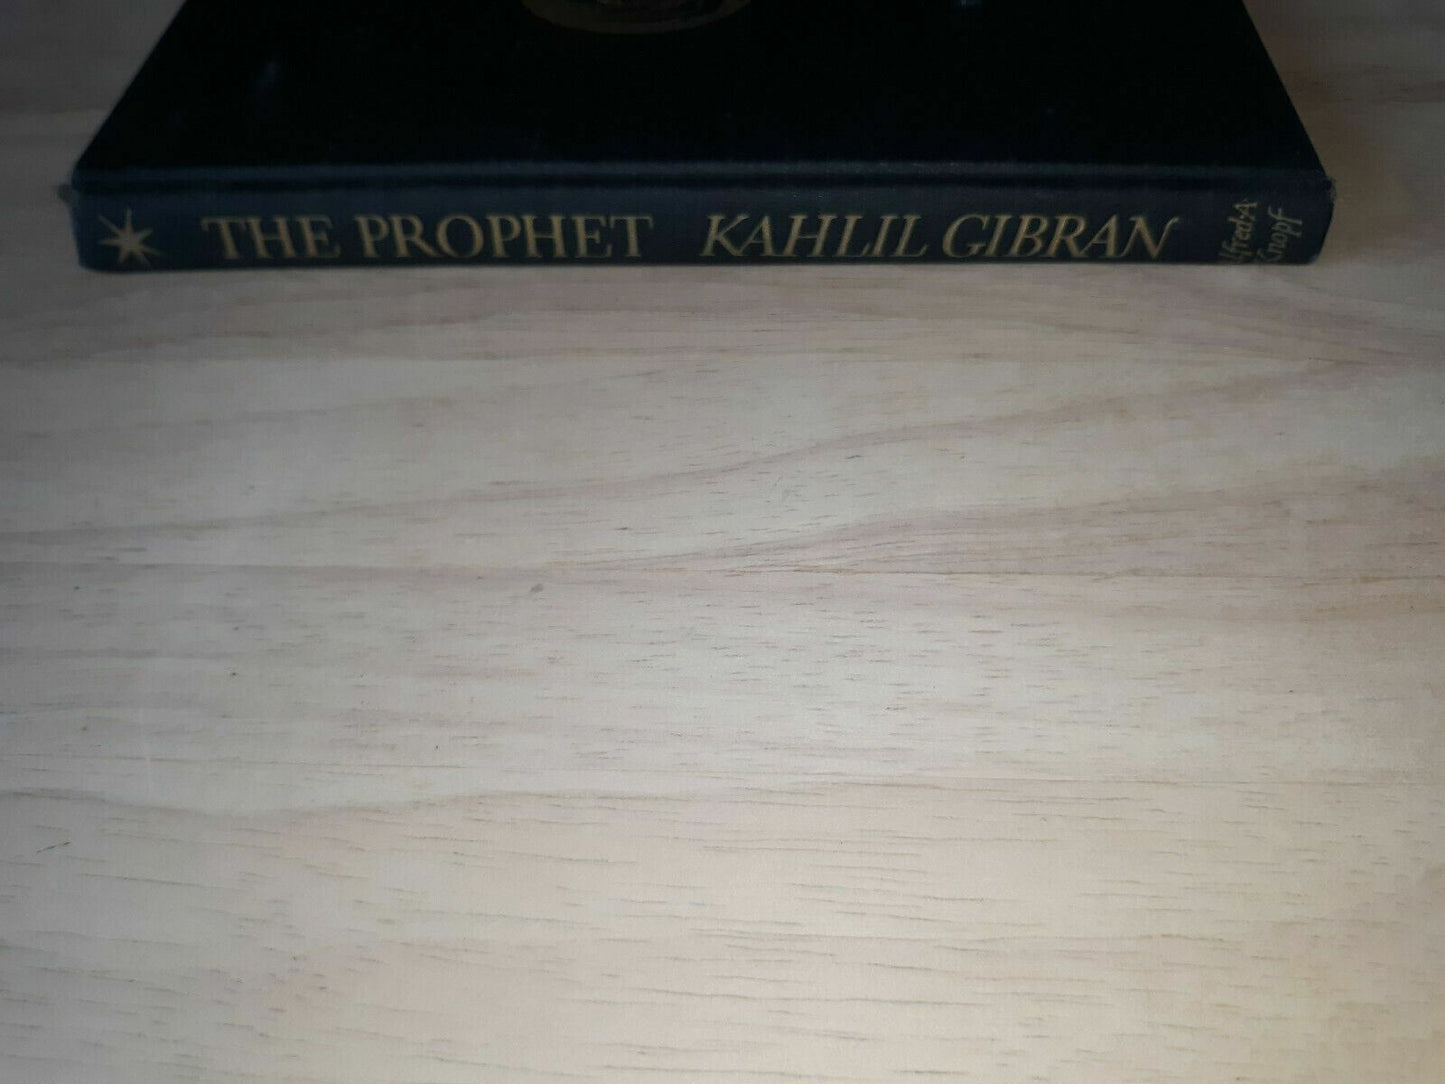 THE PROPHET KAHLIL GIBRAN
Alfred·A
Knopf